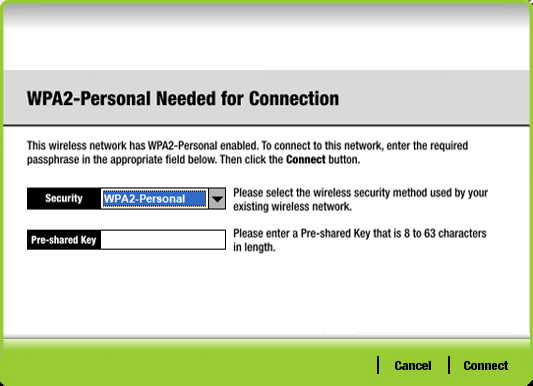 WPA2-Personal Needed for Connection
This wireless network has WPA2-Personal enabled. To connect to this network, enter the required
passphrase in the appropriate field below. Then click the Connect button.
Security WPA2-Personal Please select the wireless security method used by your
existing wireless network.
Pre-shared Key Please enter a Pre-shared Key that is 8 to 63 characters
in length.
Cancel Connect